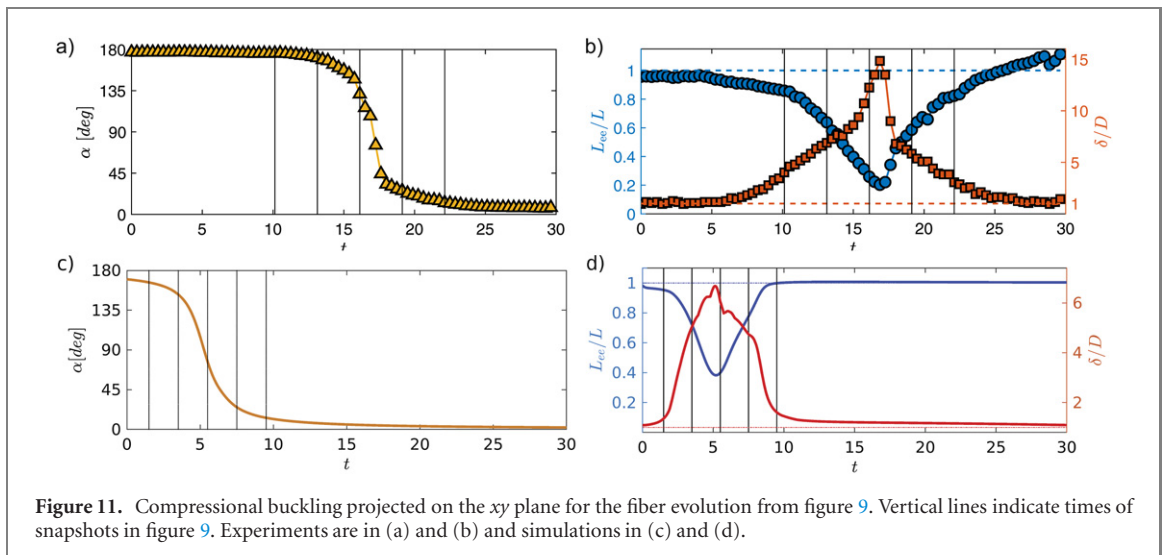 a)
180
135
90
45
0
α [deg]
0 5 10 15 20 25 30
t
b)
1
0.8
0.6
0.4
0.2
0
L_ee/L
15
10
5
1
δ/D
0 5 10 15 20 25 30
t
c)
180
135
90
45
0
α[deg]
0 5 10 15 20 25 30
t
d)
1
0.8
0.6
0.4
0.2
L_ee/L
6
4
2
δ/D
0 5 10 15 20 25 30
t
Figure 11. Compressional buckling projected on the xy plane for the fiber evolution from figure 9. Vertical lines indicate times of
snapshots in figure 9. Experiments are in (a) and (b) and simulations in (c) and (d).